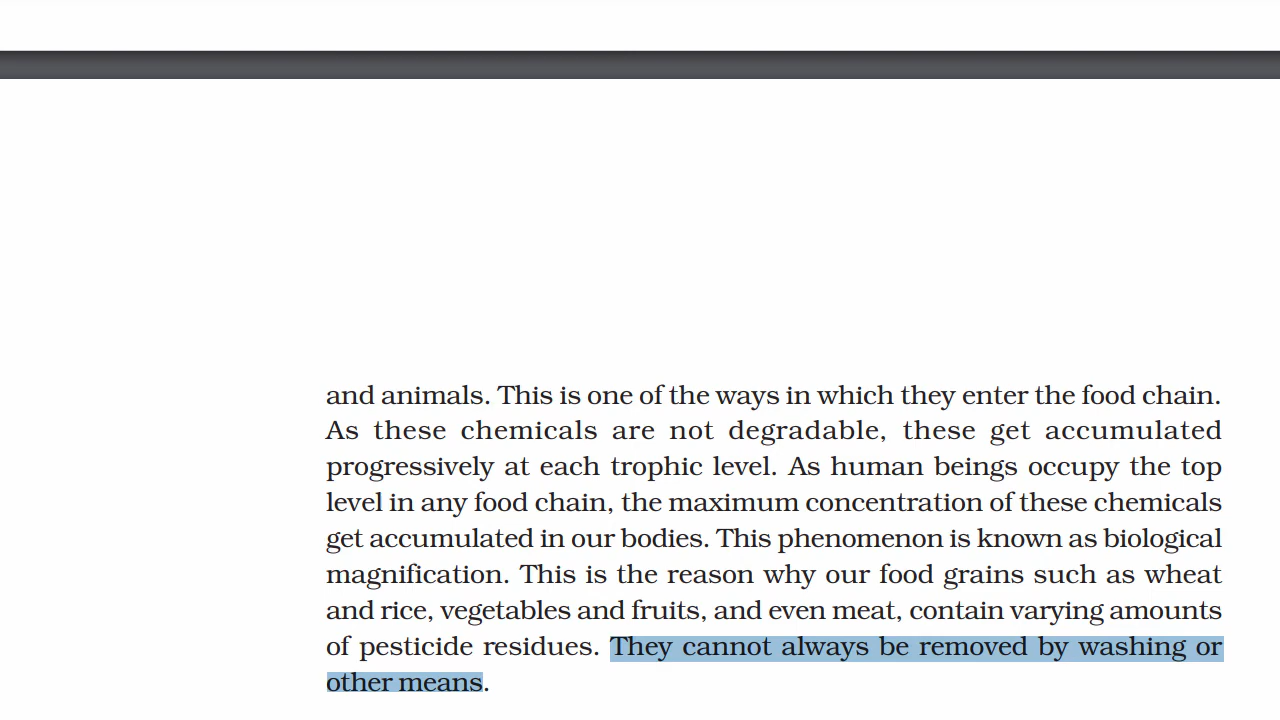 and animals. This is one of the ways in which they enter the food chain.
As these chemicals are not degradable, these get accumulated
progressively at each trophic level. As human beings occupy the top
level in any food chain, the maximum concentration of these chemicals
get accumulated in our bodies. This phenomenon is known as biological
magnification. This is the reason why our food grains such as wheat
and rice, vegetables and fruits, and even meat, contain varying amounts
of pesticide residues. They cannot always be removed by washing or
other means.